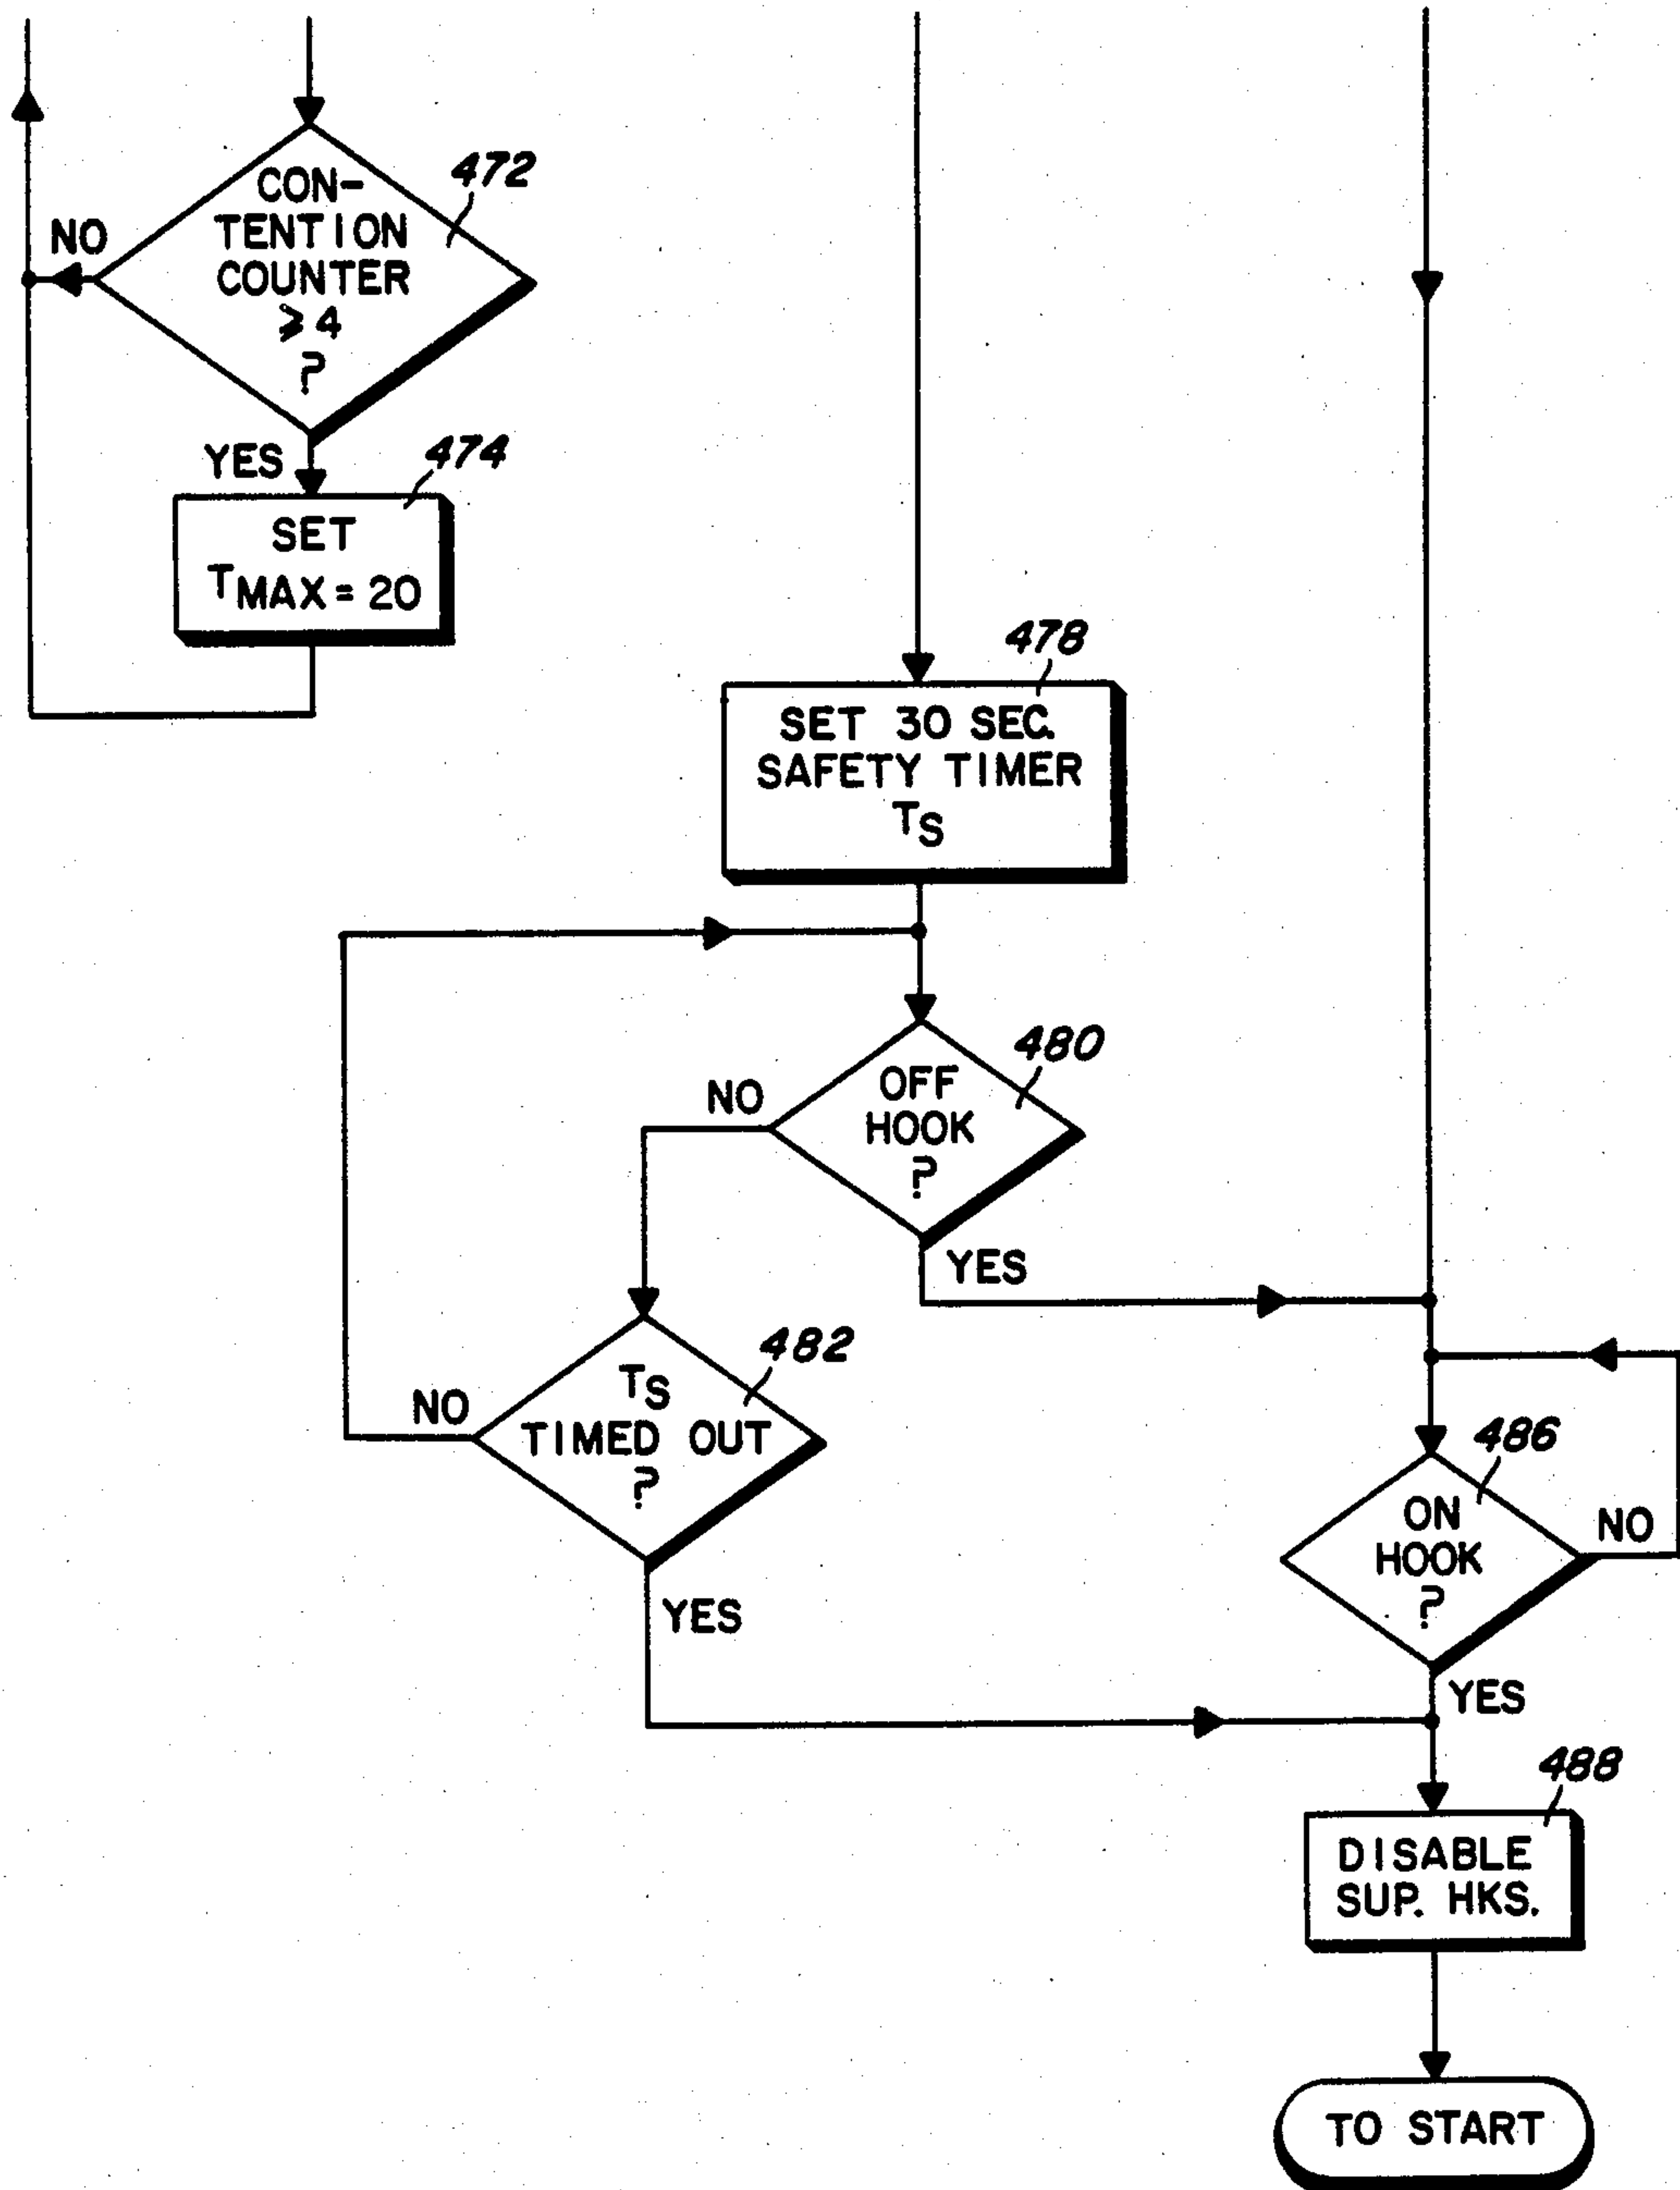 472
CON-
TENTION
COUNTER
≥ 4
?
NO
YES
474
SET
TMAX = 20
478
SET 30 SEC.
SAFETY TIMER
TS
480
OFF
HOOK
?
NO
YES
482
TS
TIMED OUT
?
NO
YES
486
ON
HOOK
?
NO
YES
488
DISABLE
SUP. HKS.
TO START